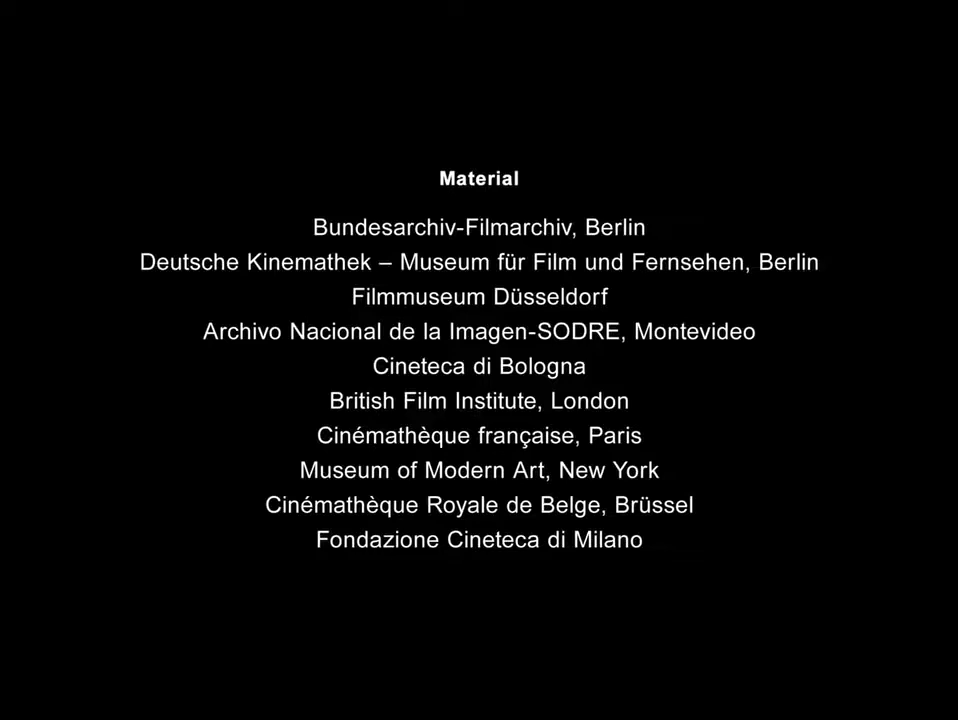 Material
Bundesarchiv-Filmarchiv, Berlin
Deutsche Kinemathek – Museum für Film und Fernsehen, Berlin
Filmmuseum Düsseldorf
Archivo Nacional de la Imagen-SODRE, Montevideo
Cineteca di Bologna
British Film Institute, London
Cinémathèque française, Paris
Museum of Modern Art, New York
Cinémathèque Royale de Belge, Brüssel
Fondazione Cineteca di Milano